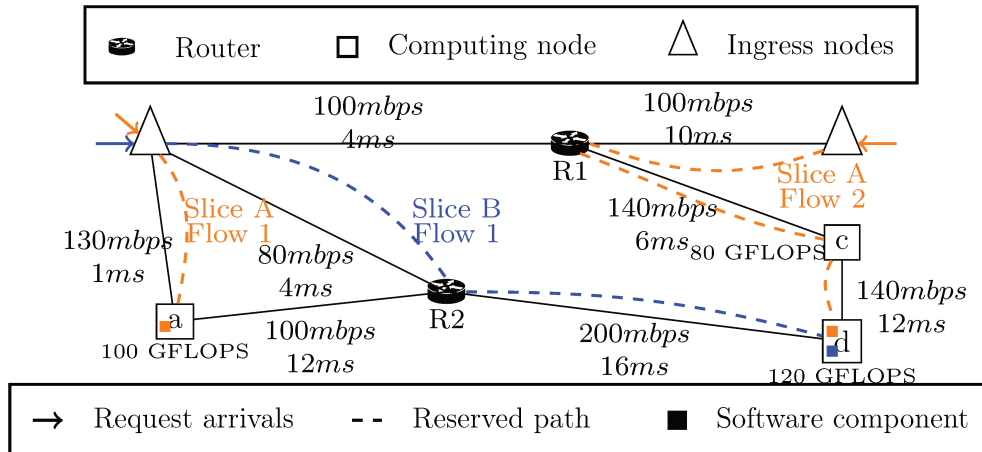 Router
Computing node
Ingress nodes
100mbps
4ms
100mbps
10ms
R1
Slice A
Flow 2
Slice A
Flow 1
Slice B
Flow 1
140mbps
6ms
c
80 GFLOPS
130mbps
1ms
80mbps
4ms
R2
a
100 GFLOPS
100mbps
12ms
200mbps
16ms
140mbps
12ms
d
120 GFLOPS
Request arrivals
Reserved path
Software component